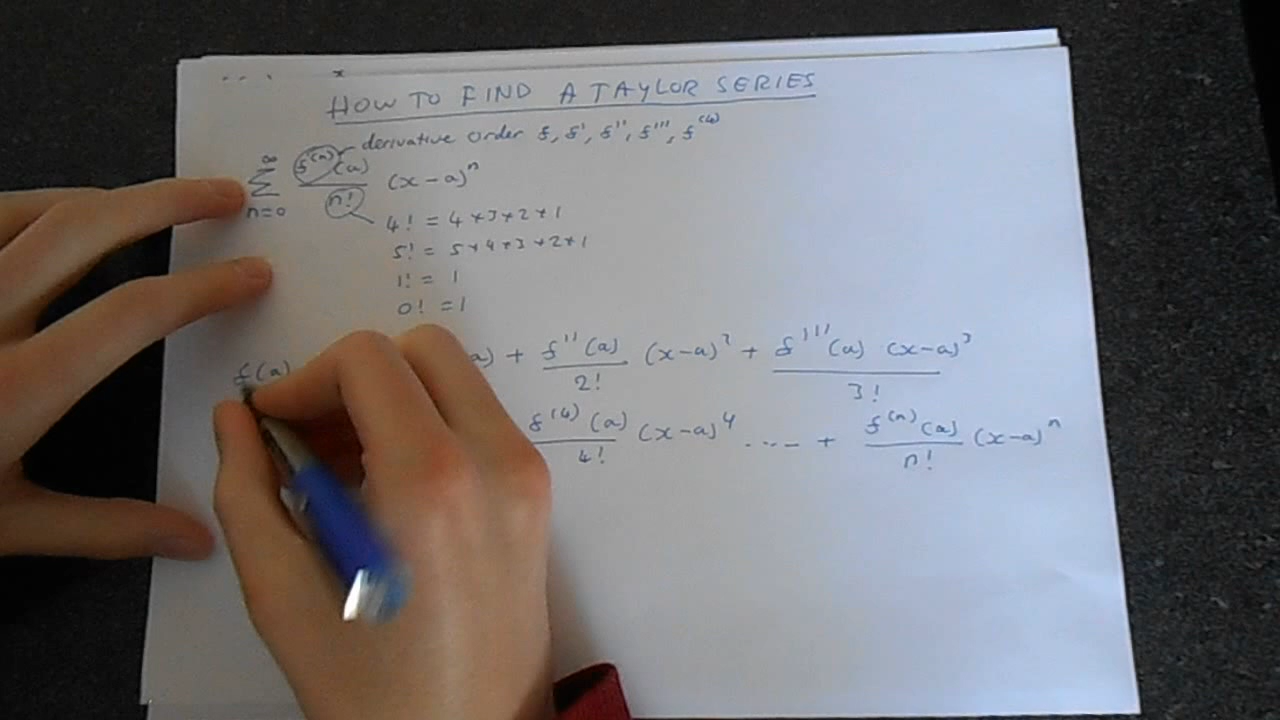 HOW TO FIND A TAYLOR SERIES
derivative order f, f', f'', f''', f^(4)
∞ Σ n=0 f^(n)(a) / n! (x-a)^n
4! = 4×3×2×1
5! = 5×4×3×2×1
1! = 1
0! = 1
f(a) a) + f''(a) / 2! (x-a)^2 + f'''(a) (x-a)^3 / 3!
f^(4)(a) / 4! (x-a)^4 ---- + f^(n)(a) / n! (x-a)^n